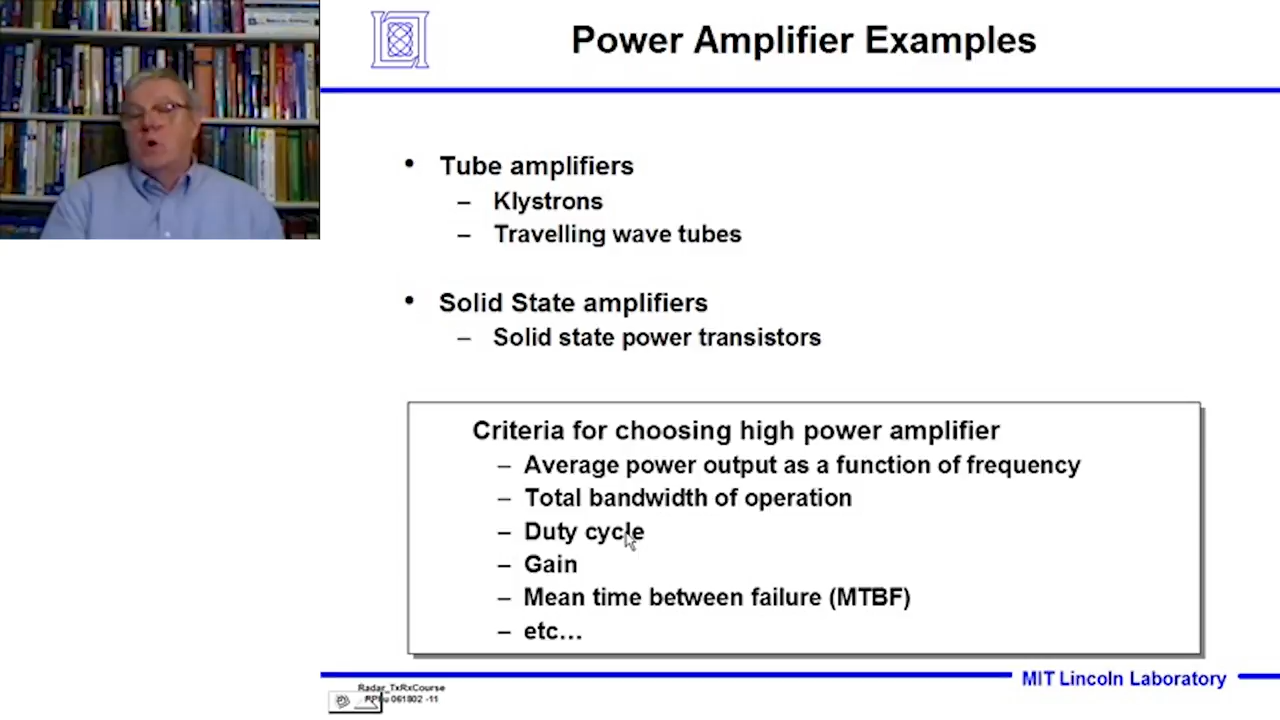 Power Amplifier Examples
• Tube amplifiers
– Klystrons
– Travelling wave tubes
• Solid State amplifiers
– Solid state power transistors
Criteria for choosing high power amplifier
– Average power output as a function of frequency
– Total bandwidth of operation
– Duty cycle
– Gain
– Mean time between failure (MTBF)
– etc...
MIT Lincoln Laboratory
Radar_TxRxCourse
061802 -11